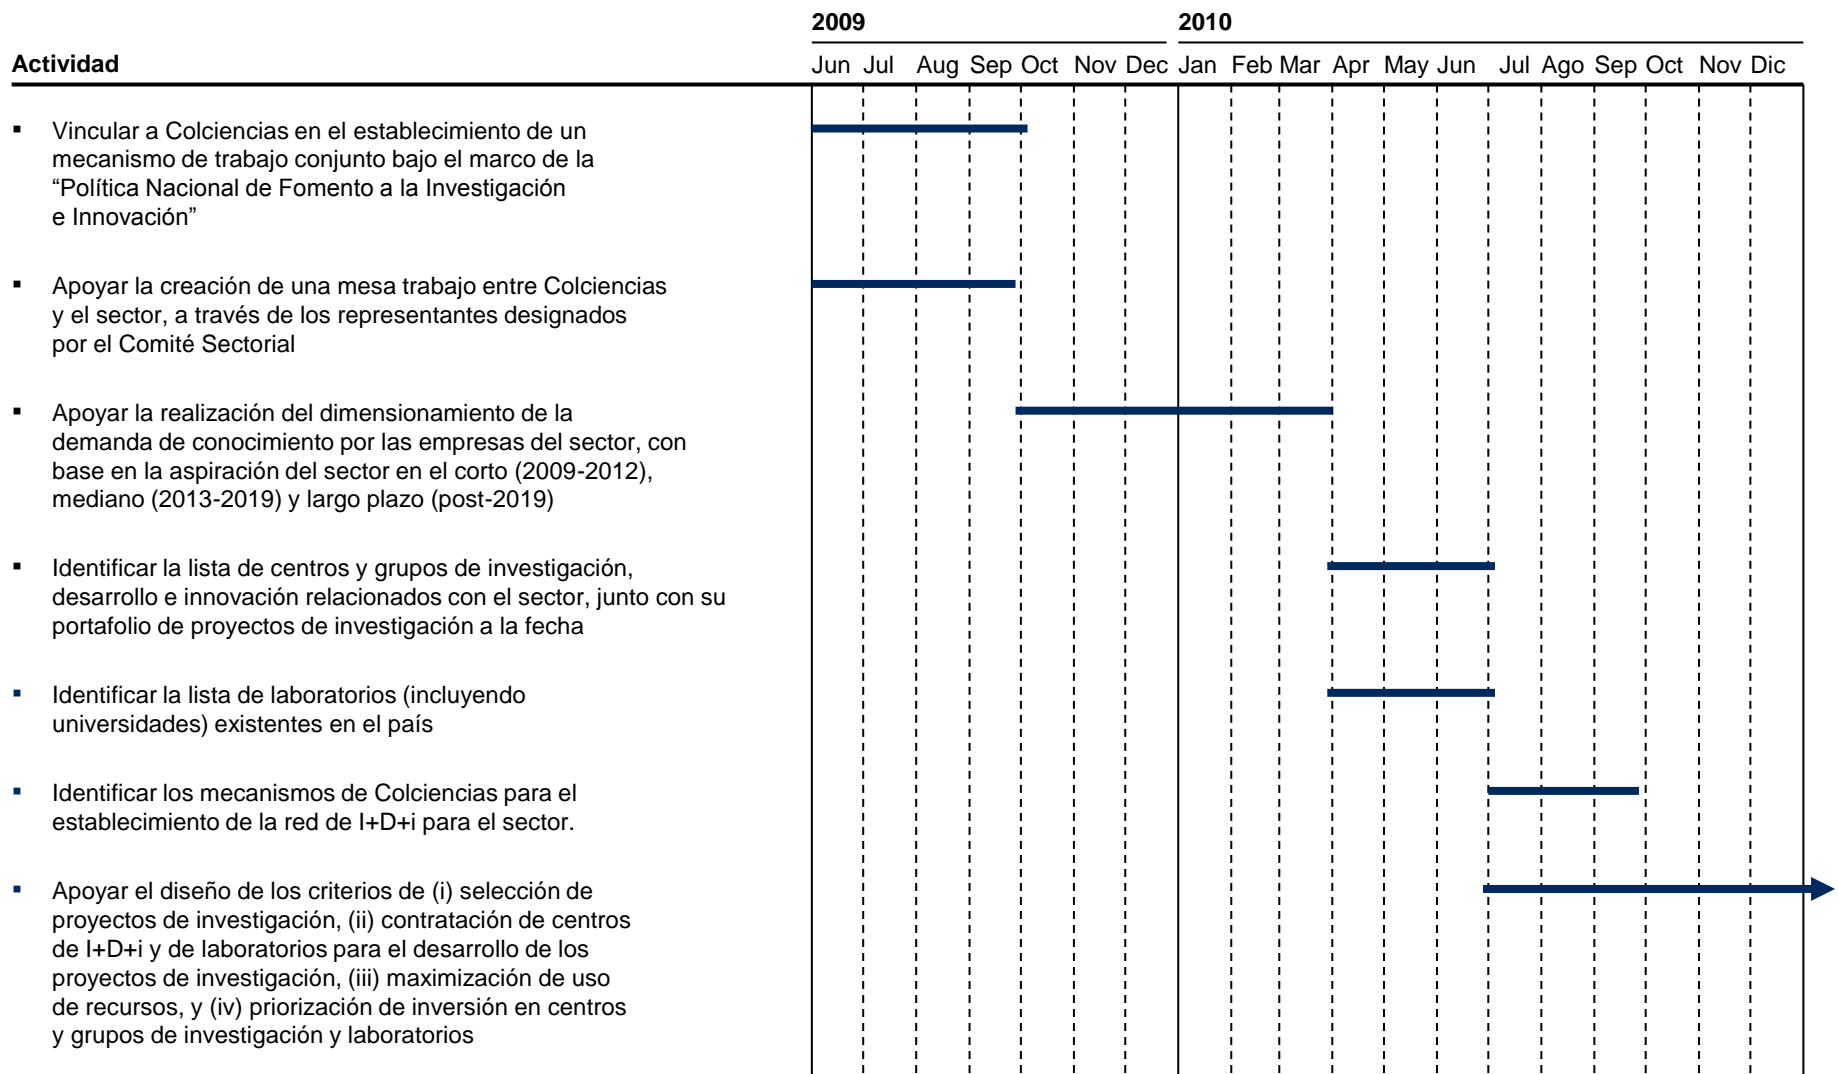 2009 2010
Actividad Jun Jul Aug Sep Oct Nov Dec Jan Feb Mar Apr May Jun Jul Ago Sep Oct Nov Dic
▪ Vincular a Colciencias en el establecimiento de un
mecanismo de trabajo conjunto bajo el marco de la
“Política Nacional de Fomento a la Investigación
e Innovación”
▪ Apoyar la creación de una mesa trabajo entre Colciencias
y el sector, a través de los representantes designados
por el Comité Sectorial
▪ Apoyar la realización del dimensionamiento de la
demanda de conocimiento por las empresas del sector, con
base en la aspiración del sector en el corto (2009-2012),
mediano (2013-2019) y largo plazo (post-2019)
▪ Identificar la lista de centros y grupos de investigación,
desarrollo e innovación relacionados con el sector, junto con su
portafolio de proyectos de investigación a la fecha
▪ Identificar la lista de laboratorios (incluyendo
universidades) existentes en el país
▪ Identificar los mecanismos de Colciencias para el
establecimiento de la red de I+D+i para el sector.
▪ Apoyar el diseño de los criterios de (i) selección de
proyectos de investigación, (ii) contratación de centros
de I+D+i y de laboratorios para el desarrollo de los
proyectos de investigación, (iii) maximización de uso
de recursos, y (iv) priorización de inversión en centros
y grupos de investigación y laboratorios